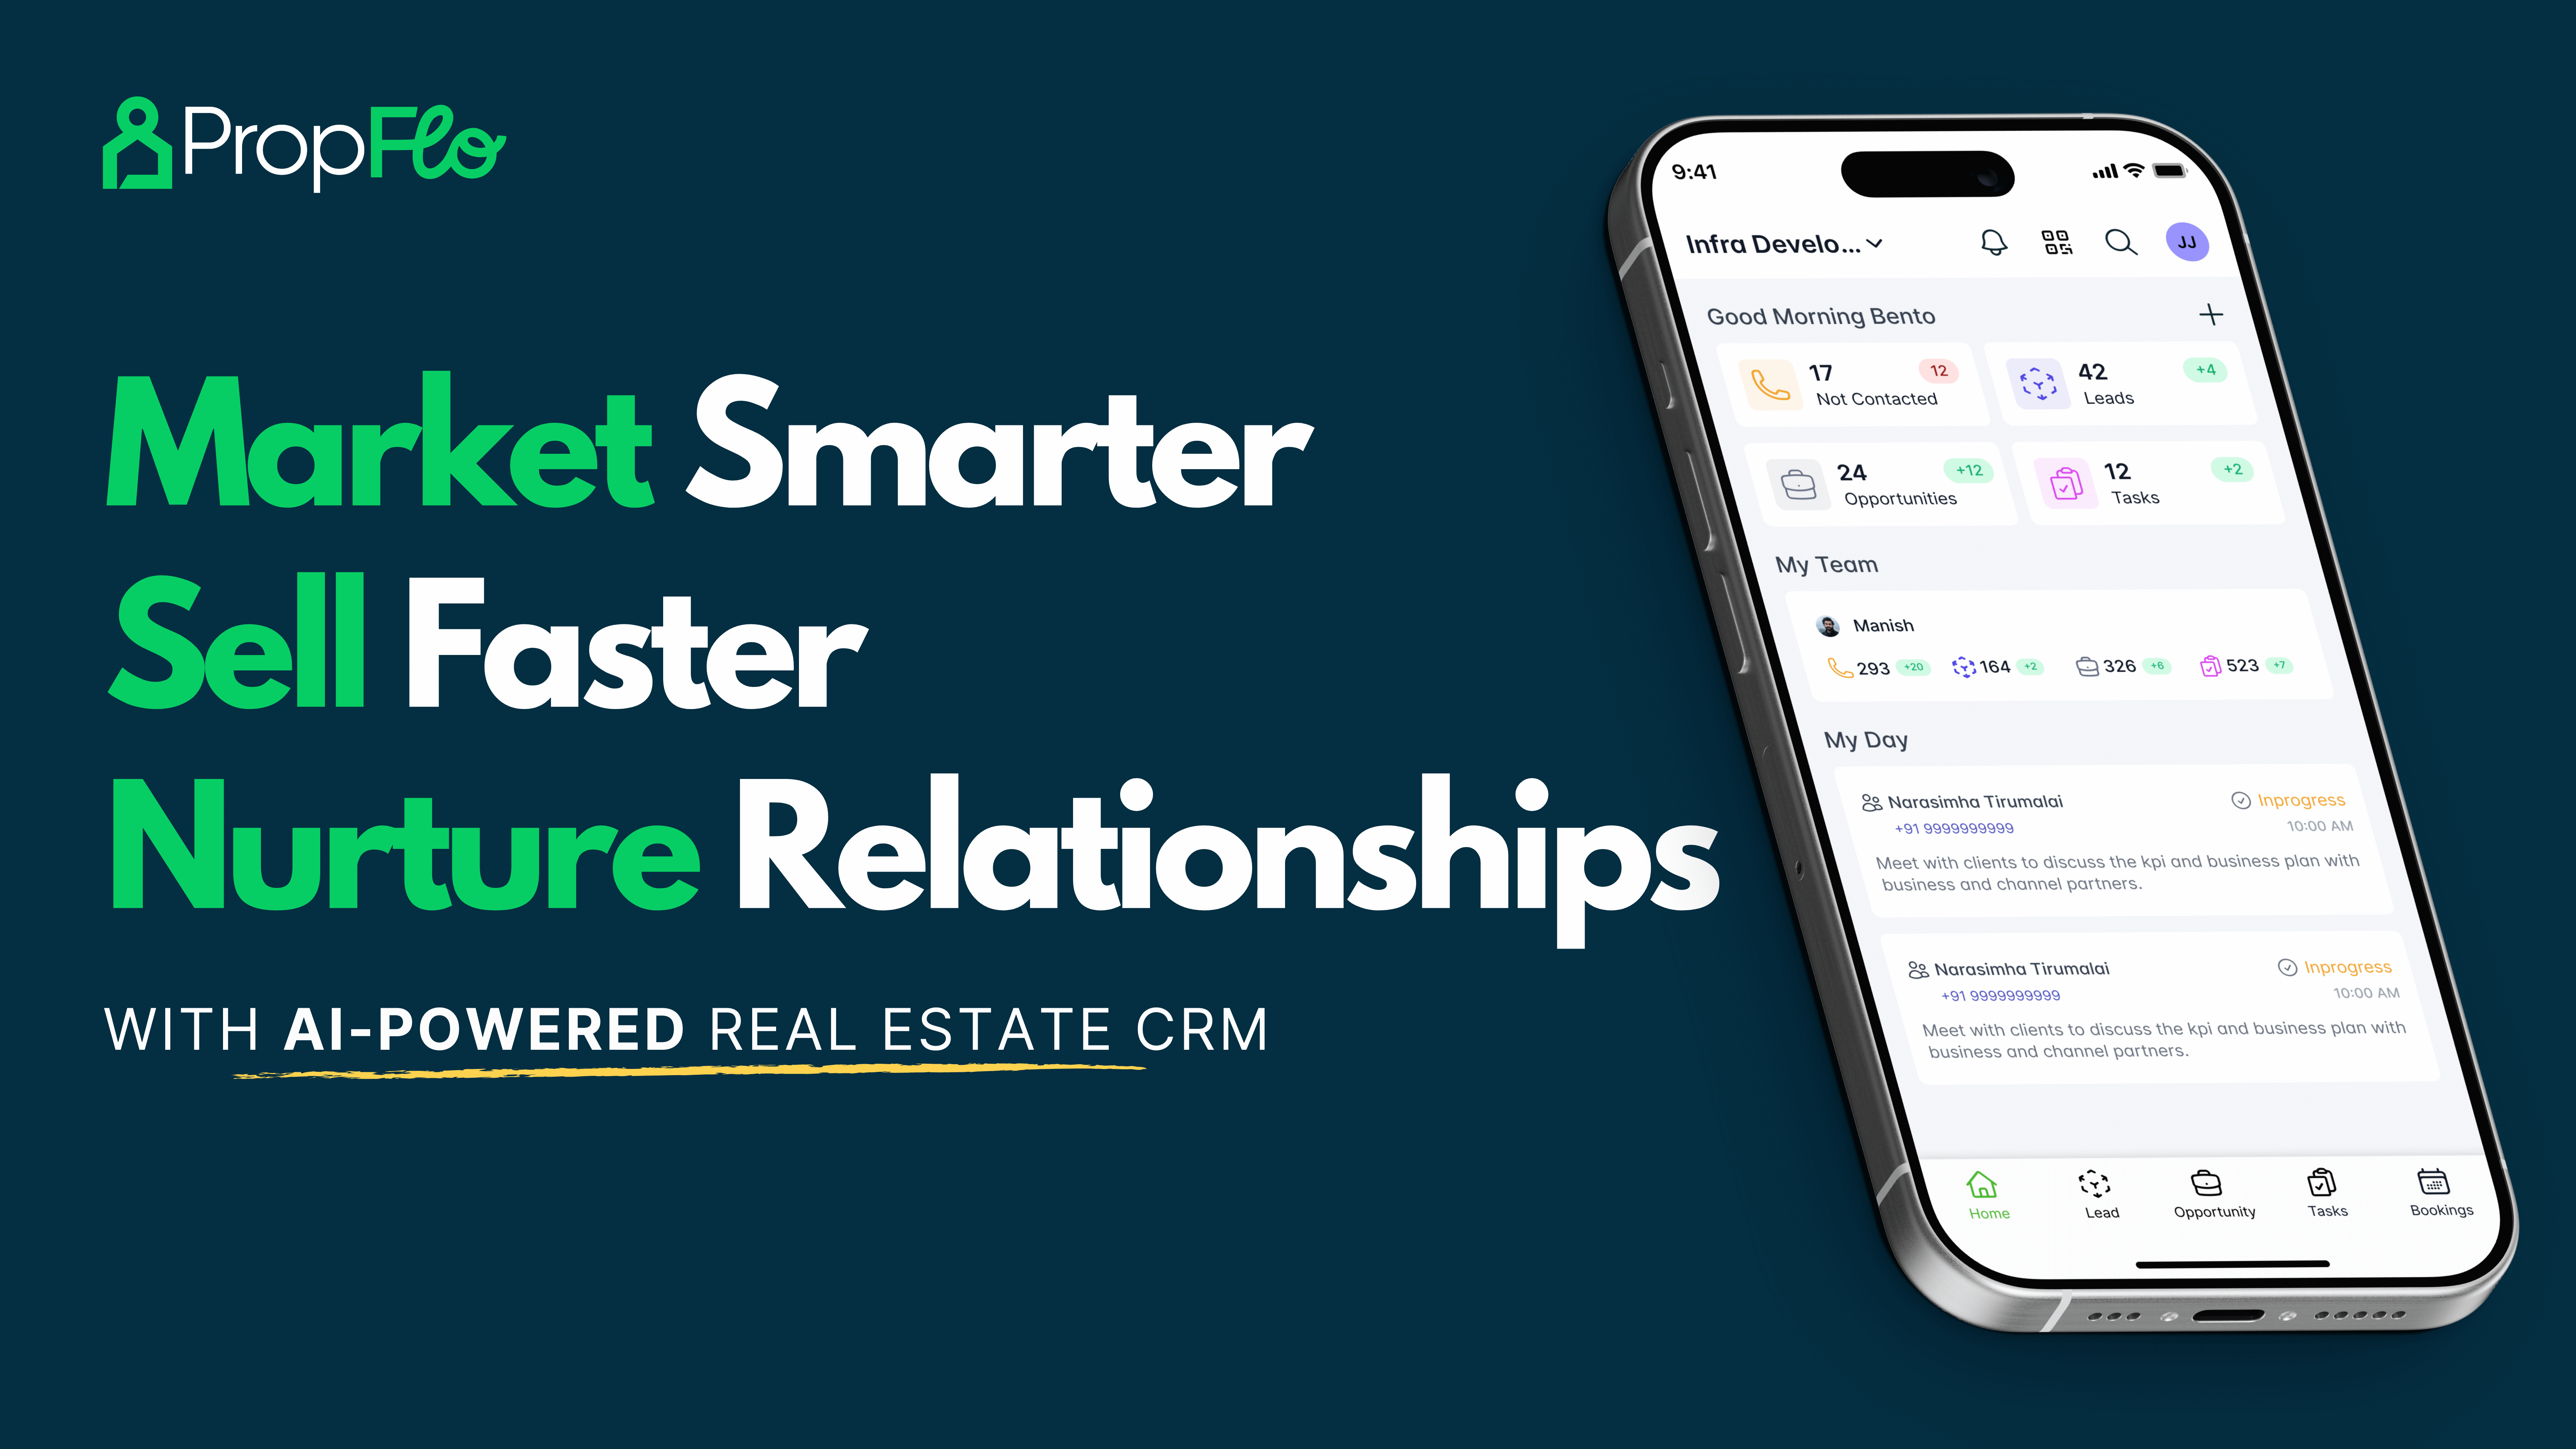 PropFlo
Market Smarter
Sell Faster
Nurture Relationships
WITH AI-POWERED REAL ESTATE CRM
9:41
Infra Develo...
JJ
Good Morning Bento
17 12
Not Contacted
42 +4
Leads
24 +12
Opportunities
12 +2
Tasks
My Team
Manish
293 +20 164 +2 326 +6 523 +7
My Day
Narasimha Tirumalai Inprogress
+91 9999999999 10:00 AM
Meet with clients to discuss the kpi and business plan with
business and channel partners.
Narasimha Tirumalai Inprogress
+91 9999999999 10:00 AM
Meet with clients to discuss the kpi and business plan with
business and channel partners.
Home Lead Opportunity Tasks Bookings